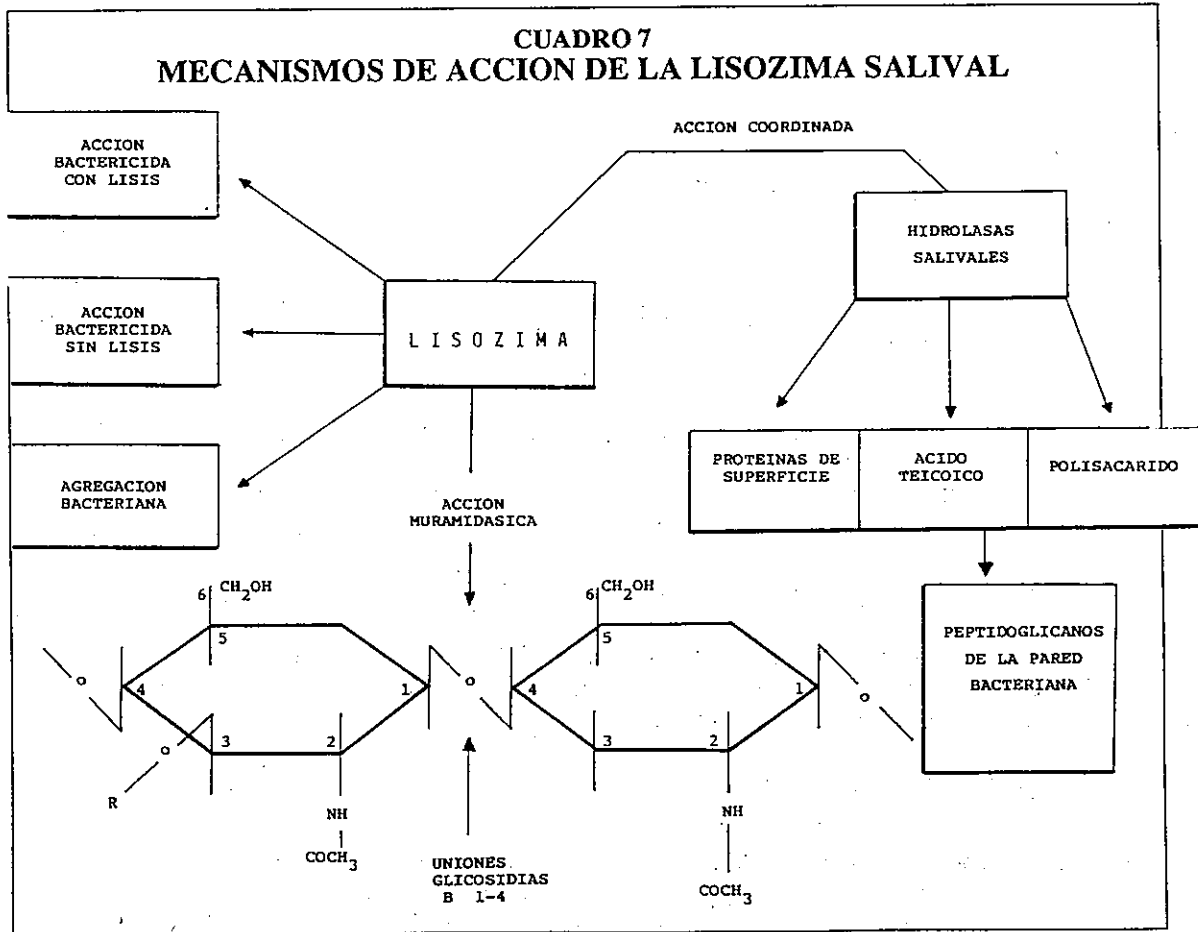 CUADRO 7
MECANISMOS DE ACCION DE LA LISOZIMA SALIVAL
ACCION COORDINADA
ACCION
BACTERICIDA
CON LISIS
HIDROLASAS
SALIVALES
ACCION
BACTERICIDA
SIN LISIS
L I S O Z I M A
AGREGACION
BACTERIANA
ACCION
MURAMIDASICA
PROTEINAS DE
SUPERFICIE
ACIDO
TEICOICO
POLISACARIDO
PEPTIDOGLICANOS
DE LA PARED
BACTERIANA
6 CH2OH
5
O
4
1
O
3
2
R
NH
COCH3
O
6 CH2OH
5
4
1
O
3
2
NH
COCH3
UNIONES
GLICOSIDIAS
B 1-4